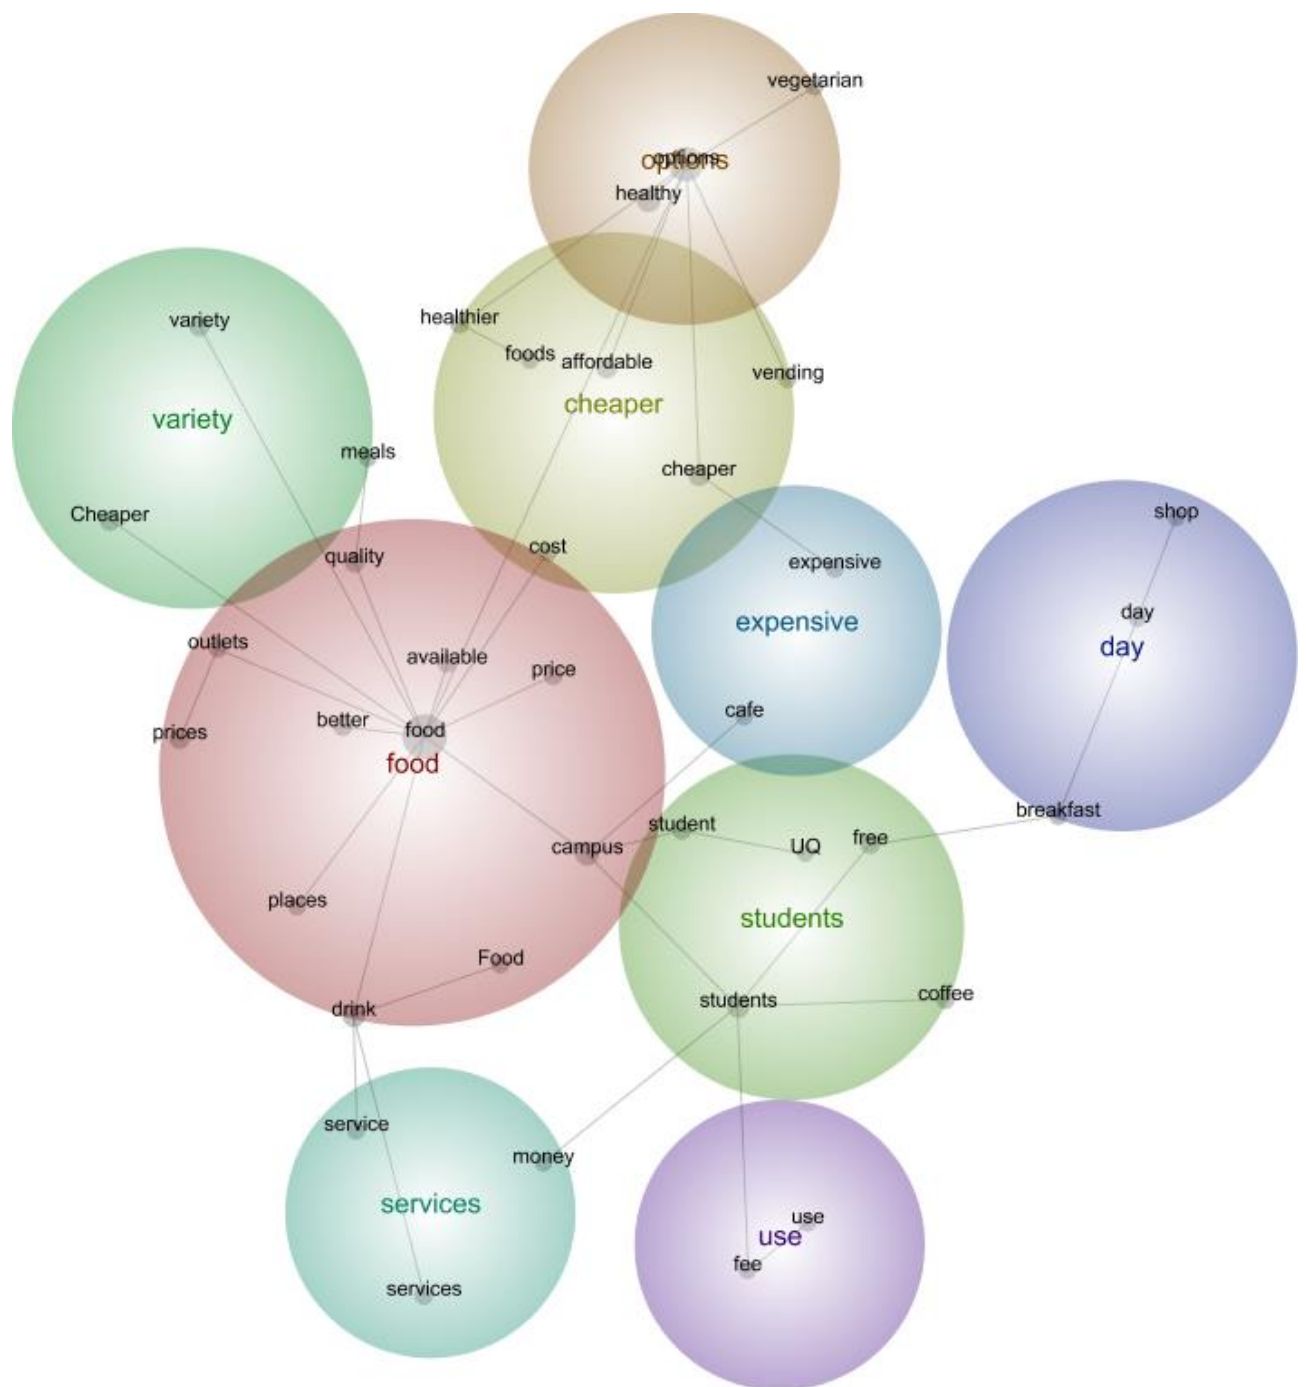 vegetarian
options
options
healthy
healthier
foods
affordable
vending
cheaper
cheaper
variety
variety
meals
Cheaper
quality
cost
expensive
expensive
cafe
shop
day
day
breakfast
outlets
available
price
prices
better
food
food
campus
student
UQ
free
places
students
Food
drink
students
coffee
service
money
services
services
use
use
fee